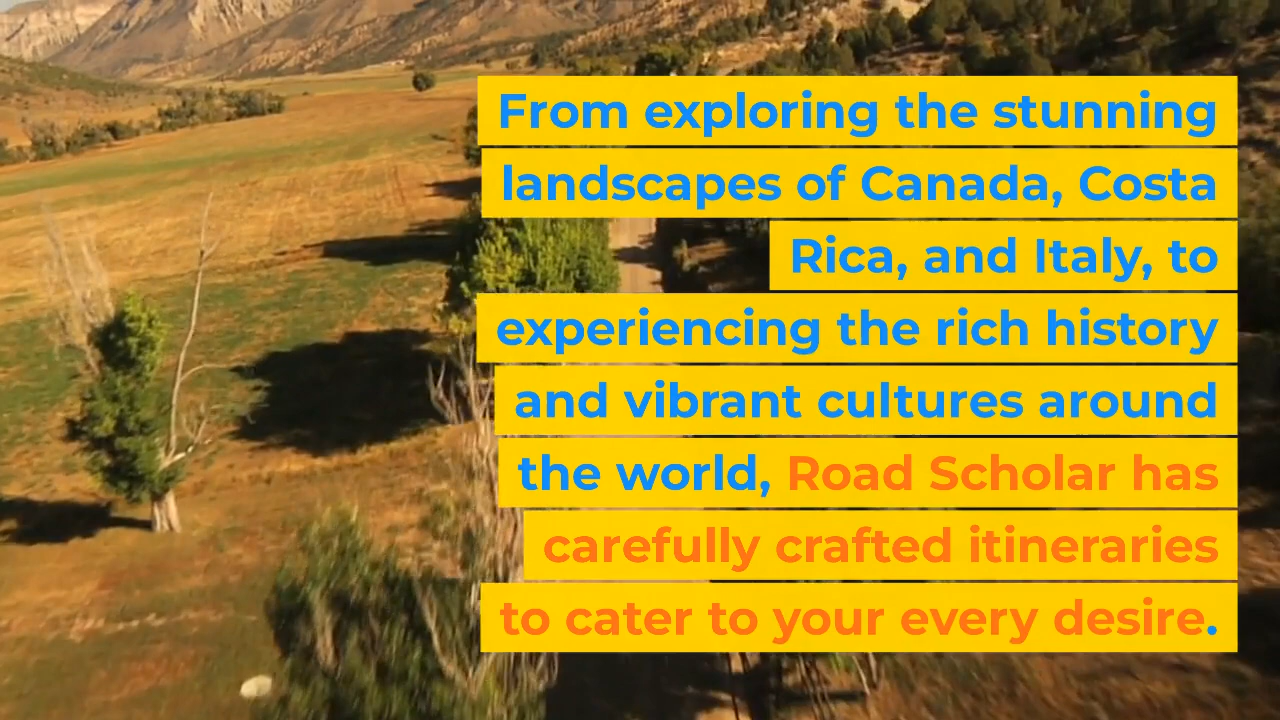 From exploring the stunning
landscapes of Canada, Costa
Rica, and Italy, to
experiencing the rich history
and vibrant cultures around
the world, Road Scholar has
carefully crafted itineraries
to cater to your every desire.